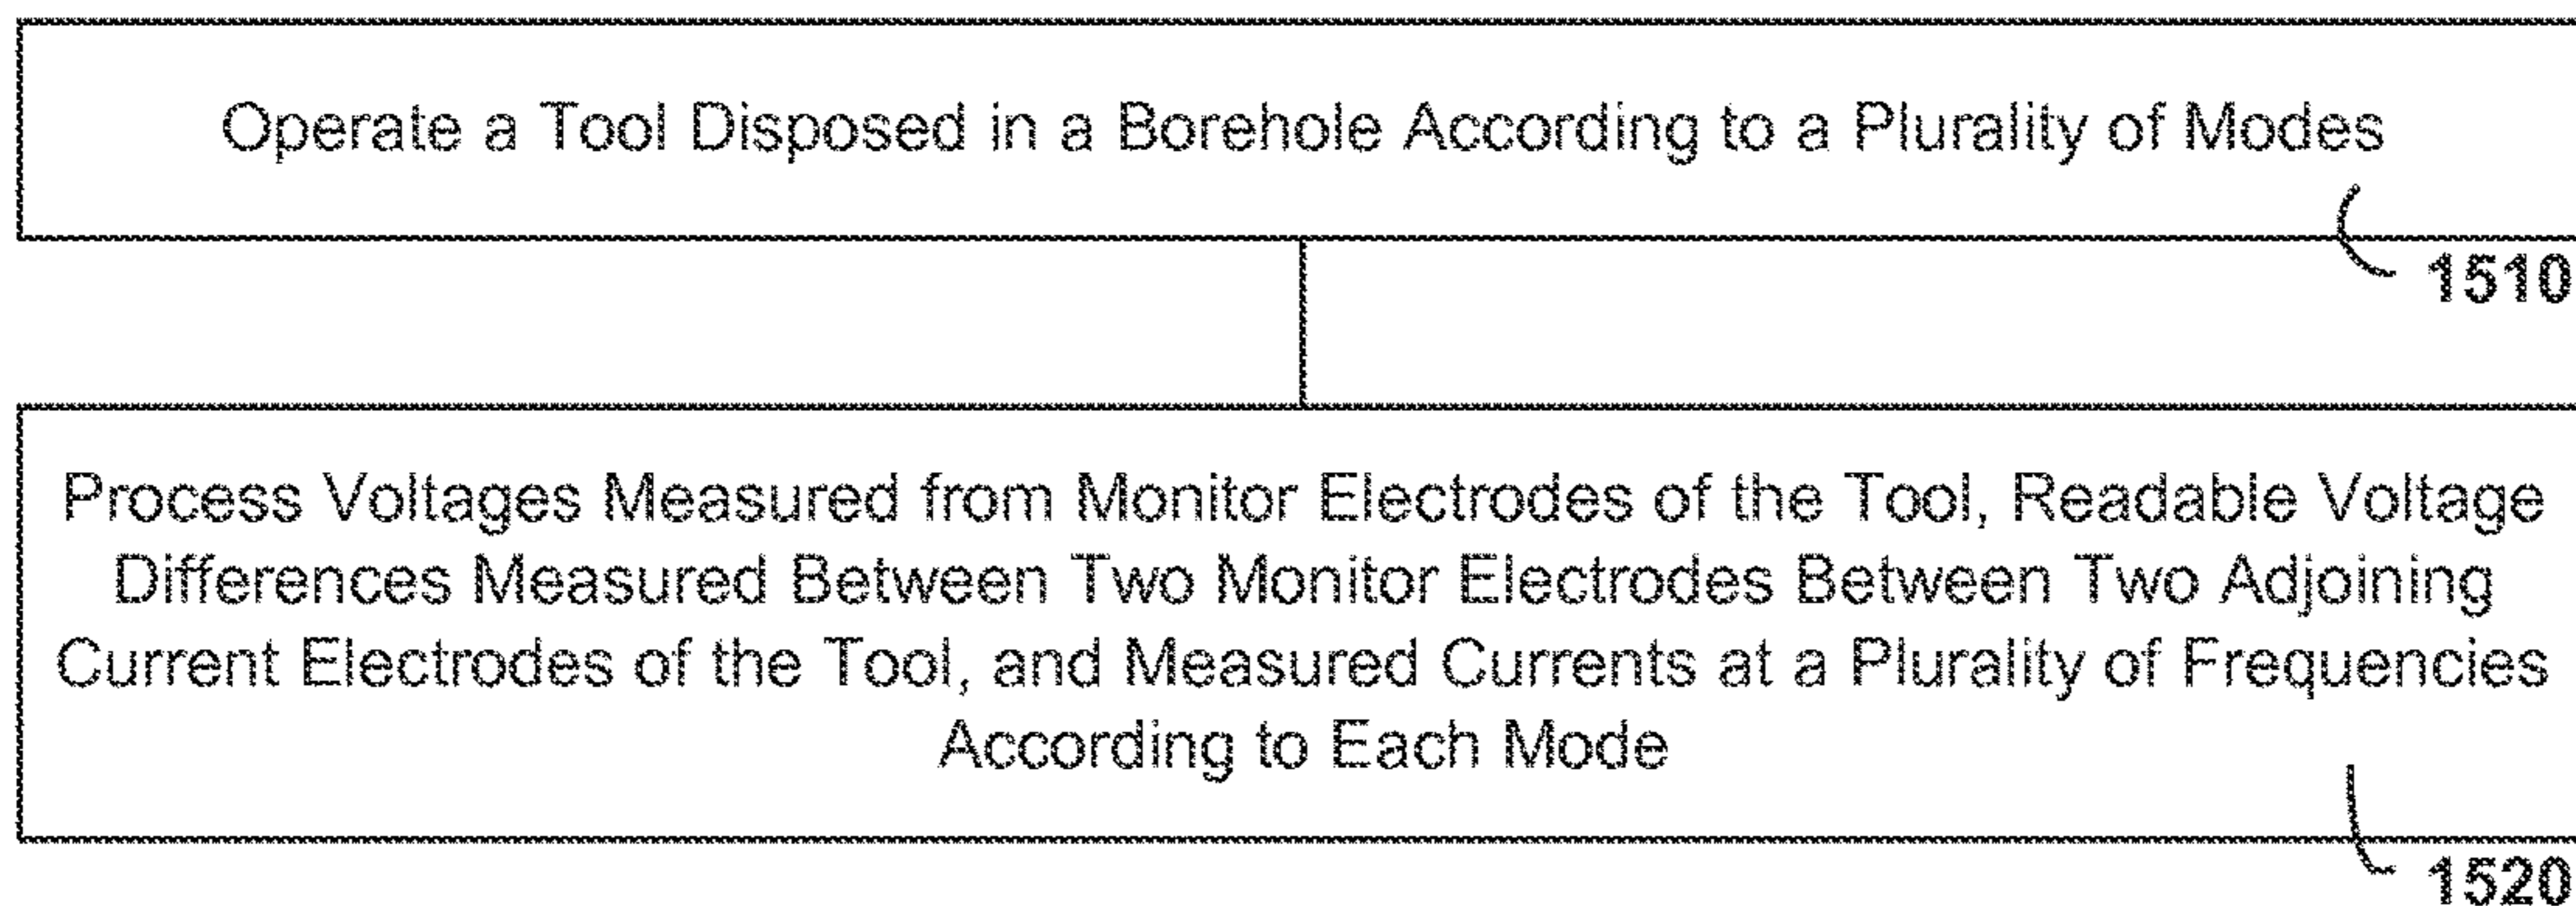 Operate a Tool Disposed in a Borehole According to a Plurality of Modes
1510
Process Voltages Measured from Monitor Electrodes of the Tool, Readable Voltage
Differences Measured Between Two Monitor Electrodes Between Two Adjoining
Current Electrodes of the Tool, and Measured Currents at a Plurality of Frequencies
According to Each Mode
1520